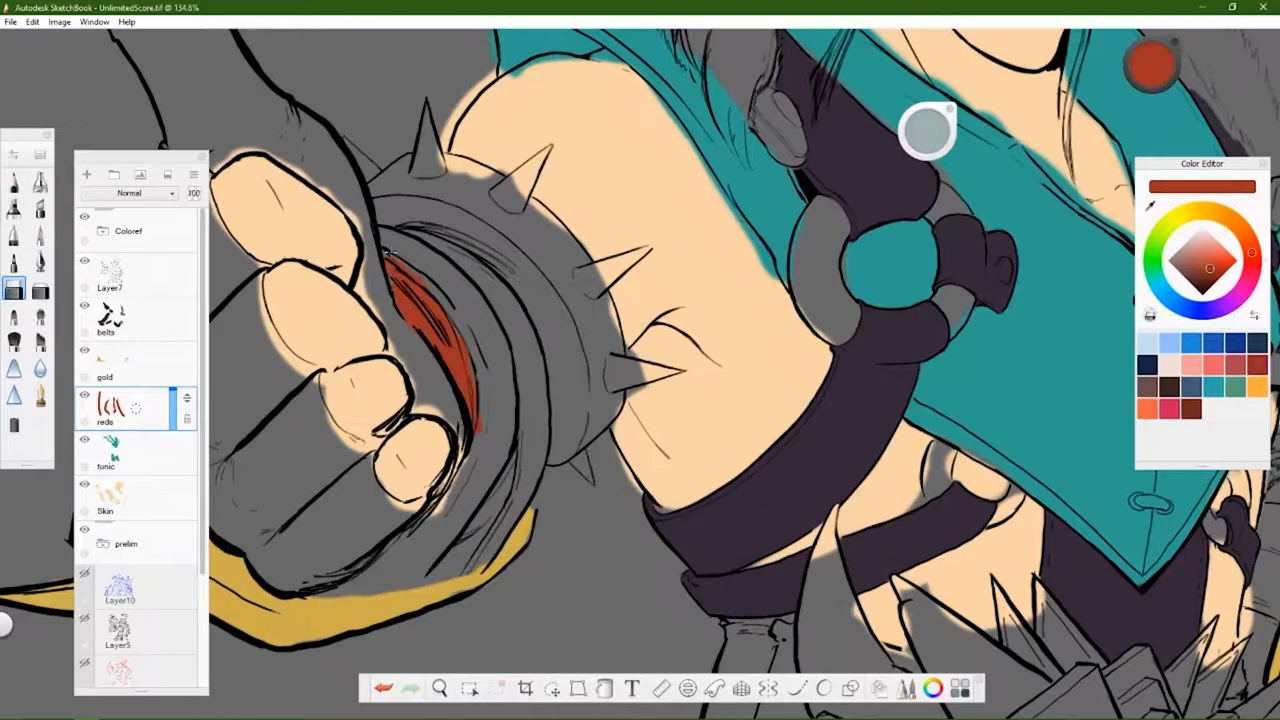 Autodesk SketchBook - UnlimitedScore.tif @ 134.8%
File Edit Image Window Help
Normal
100
Coloref
Layer7
belts
gold
reds
tunic
Skin
prelim
Layer10
Layer5
Color Editor
T